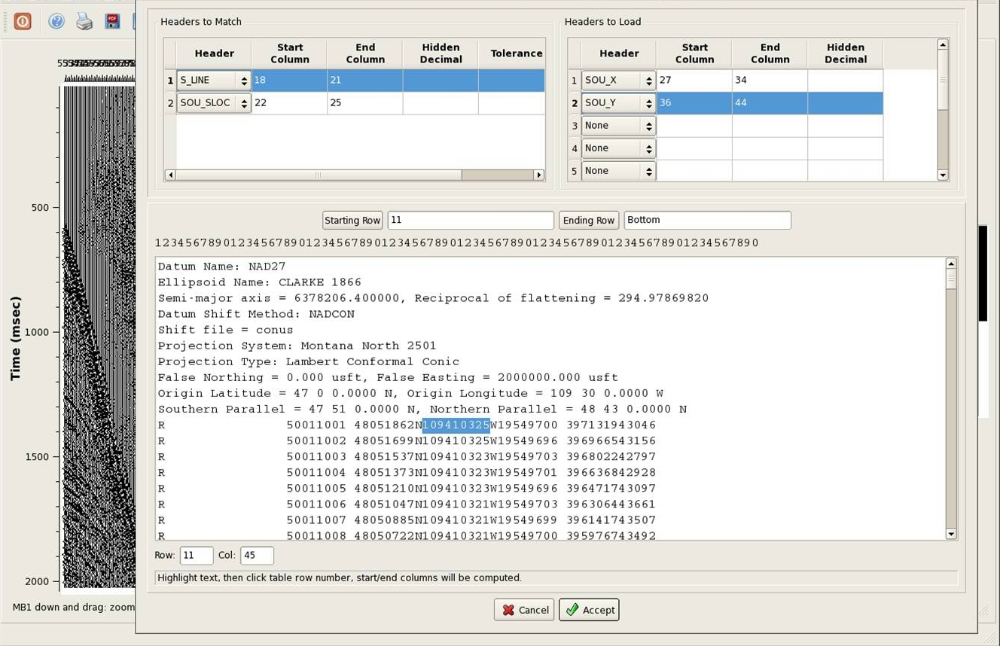 Headers to Match
Headers to Load
Header Start Column End Column Hidden Decimal Tolerance
1 S_LINE 18 21
2 SOU_SLOC 22 25
Header Start Column End Column Hidden Decimal
1 SOU_X 27 34
2 SOU_Y 36 44
3 None
4 None
5 None
Starting Row 11 Ending Row Bottom
12345678901234567890123456789012345678901234567890123456789012345678901234567890
Datum Name: NAD27
Ellipsoid Name: CLARKE 1866
Semi-major axis = 6378206.400000, Reciprocal of flattening = 294.97869820
Datum Shift Method: NADCON
Shift file = conus
Projection System: Montana North 2501
Projection Type: Lambert Conformal Conic
False Northing = 0.000 usft, False Easting = 2000000.000 usft
Origin Latitude = 47 0 0.0000 N, Origin Longitude = 109 30 0.0000 W
Southern Parallel = 47 51 0.0000 N, Northern Parallel = 48 43 0.0000 N
R 50011001 48051862N109410325W19549700 397131943046
R 50011002 48051699N109410325W19549696 396966543156
R 50011003 48051537N109410323W19549703 396802242797
R 50011004 48051373N109410323W19549701 396636842928
R 50011005 48051210N109410323W19549696 396471743097
R 50011006 48051047N109410321W19549703 396306443661
R 50011007 48050885N109410321W19549699 396141743507
R 50011008 48050722N109410321W19549700 395976743492
Row: 11 Col: 45
Highlight text, then click table row number, start/end columns will be computed.
Cancel Accept
PDF
Time (msec)
500
1000
1500
2000
MB1 down and drag: zoom